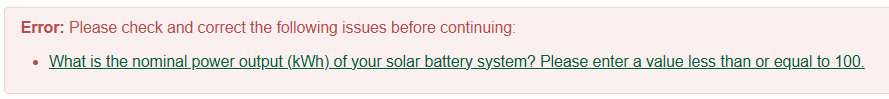 Error: Please check and correct the following issues before continuing:
What is the nominal power output (kWh) of your solar battery system? Please enter a value less than or equal to 100.